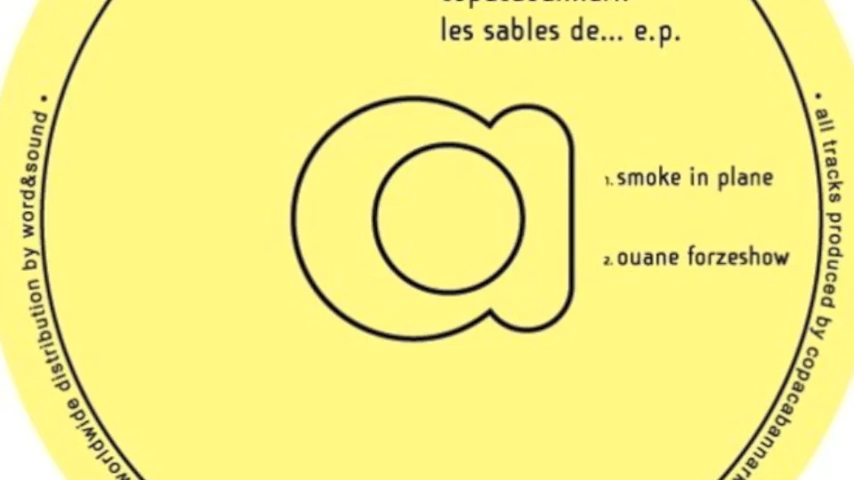 les sables de... e.p.
1. smoke in plane
2. ouane forzeshow
worldwide distribution by word&sound •
• all tracks produced by copacabannark